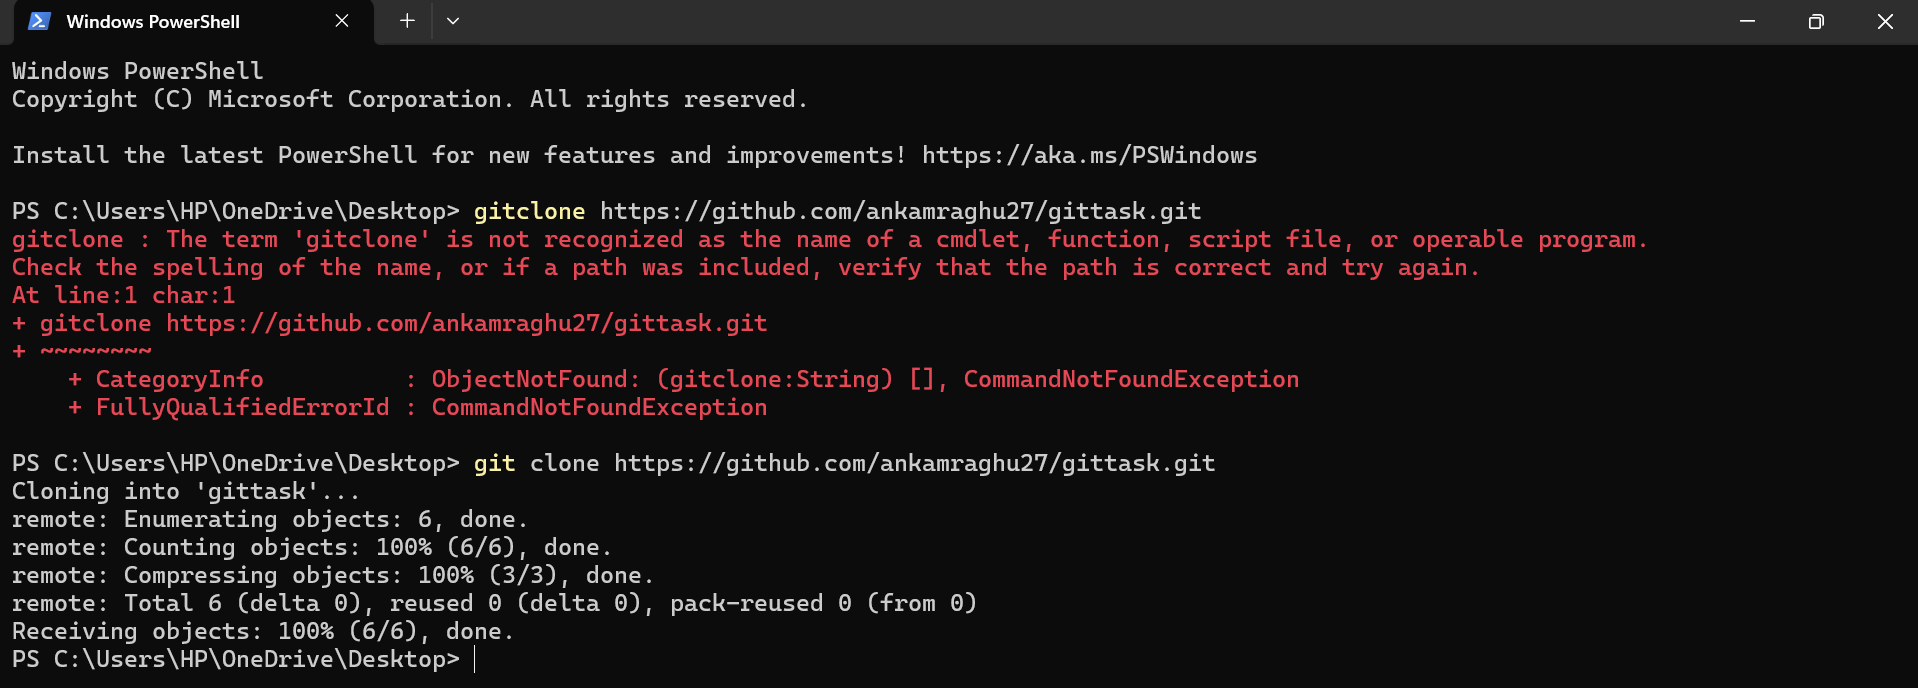 Windows PowerShell
Windows PowerShell
Copyright (C) Microsoft Corporation. All rights reserved.
Install the latest PowerShell for new features and improvements! https://aka.ms/PSWindows
PS C:\Users\HP\OneDrive\Desktop> gitclone https://github.com/ankamraghu27/gittask.git
gitclone : The term 'gitclone' is not recognized as the name of a cmdlet, function, script file, or operable program.
Check the spelling of the name, or if a path was included, verify that the path is correct and try again.
At line:1 char:1
+ gitclone https://github.com/ankamraghu27/gittask.git
+ ~~~~~~~~
    + CategoryInfo          : ObjectNotFound: (gitclone:String) [], CommandNotFoundException
    + FullyQualifiedErrorId : CommandNotFoundException
PS C:\Users\HP\OneDrive\Desktop> git clone https://github.com/ankamraghu27/gittask.git
Cloning into 'gittask'...
remote: Enumerating objects: 6, done.
remote: Counting objects: 100% (6/6), done.
remote: Compressing objects: 100% (3/3), done.
remote: Total 6 (delta 0), reused 0 (delta 0), pack-reused 0 (from 0)
Receiving objects: 100% (6/6), done.
PS C:\Users\HP\OneDrive\Desktop>